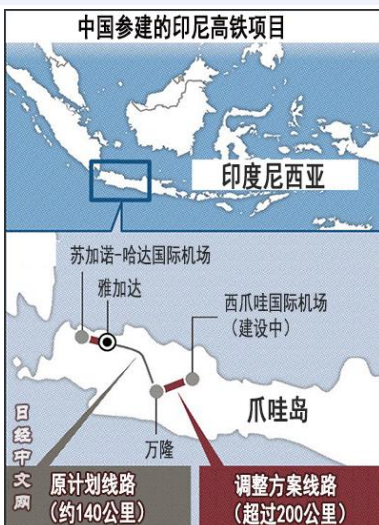 中国参建的印尼高铁项目
印度尼西亚
苏加诺-哈达国际机场
雅加达
西爪哇国际机场
（建设中）
爪哇岛
万隆
日经中文网
原计划线路
（约140公里）
调整方案线路
（超过200公里）